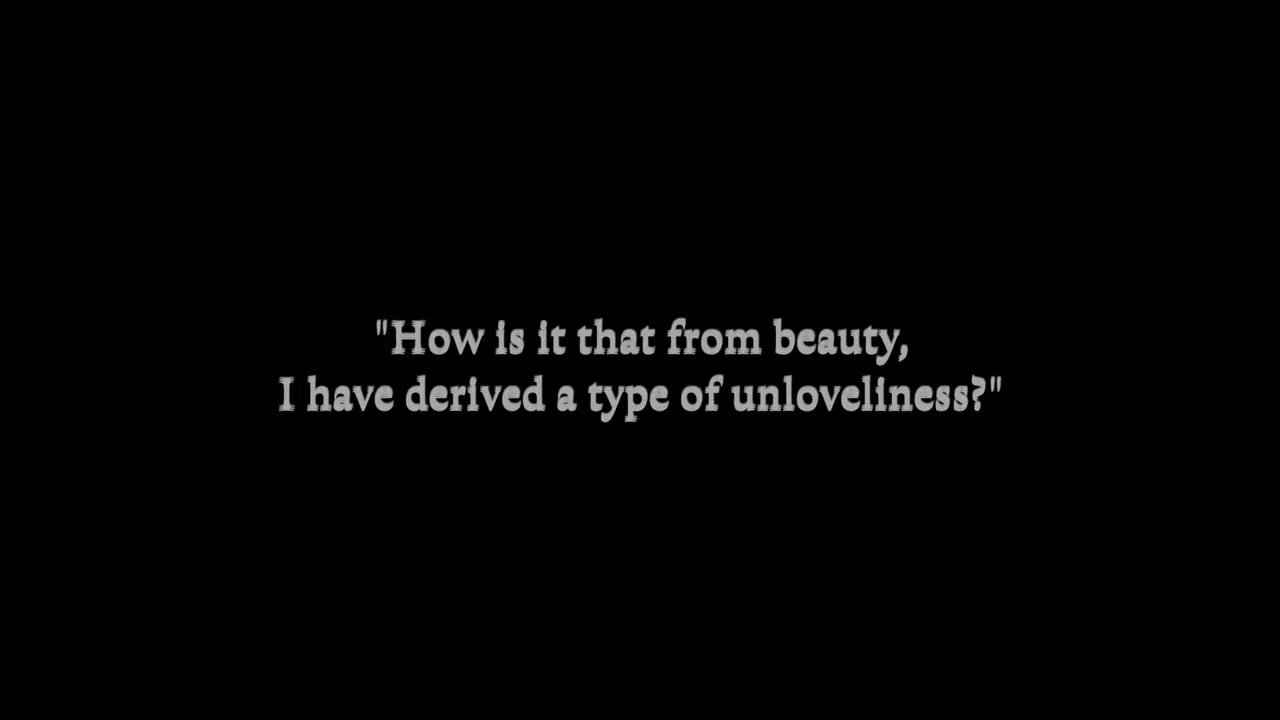 "How is it that from beauty,
I have derived a type of unloveliness?"